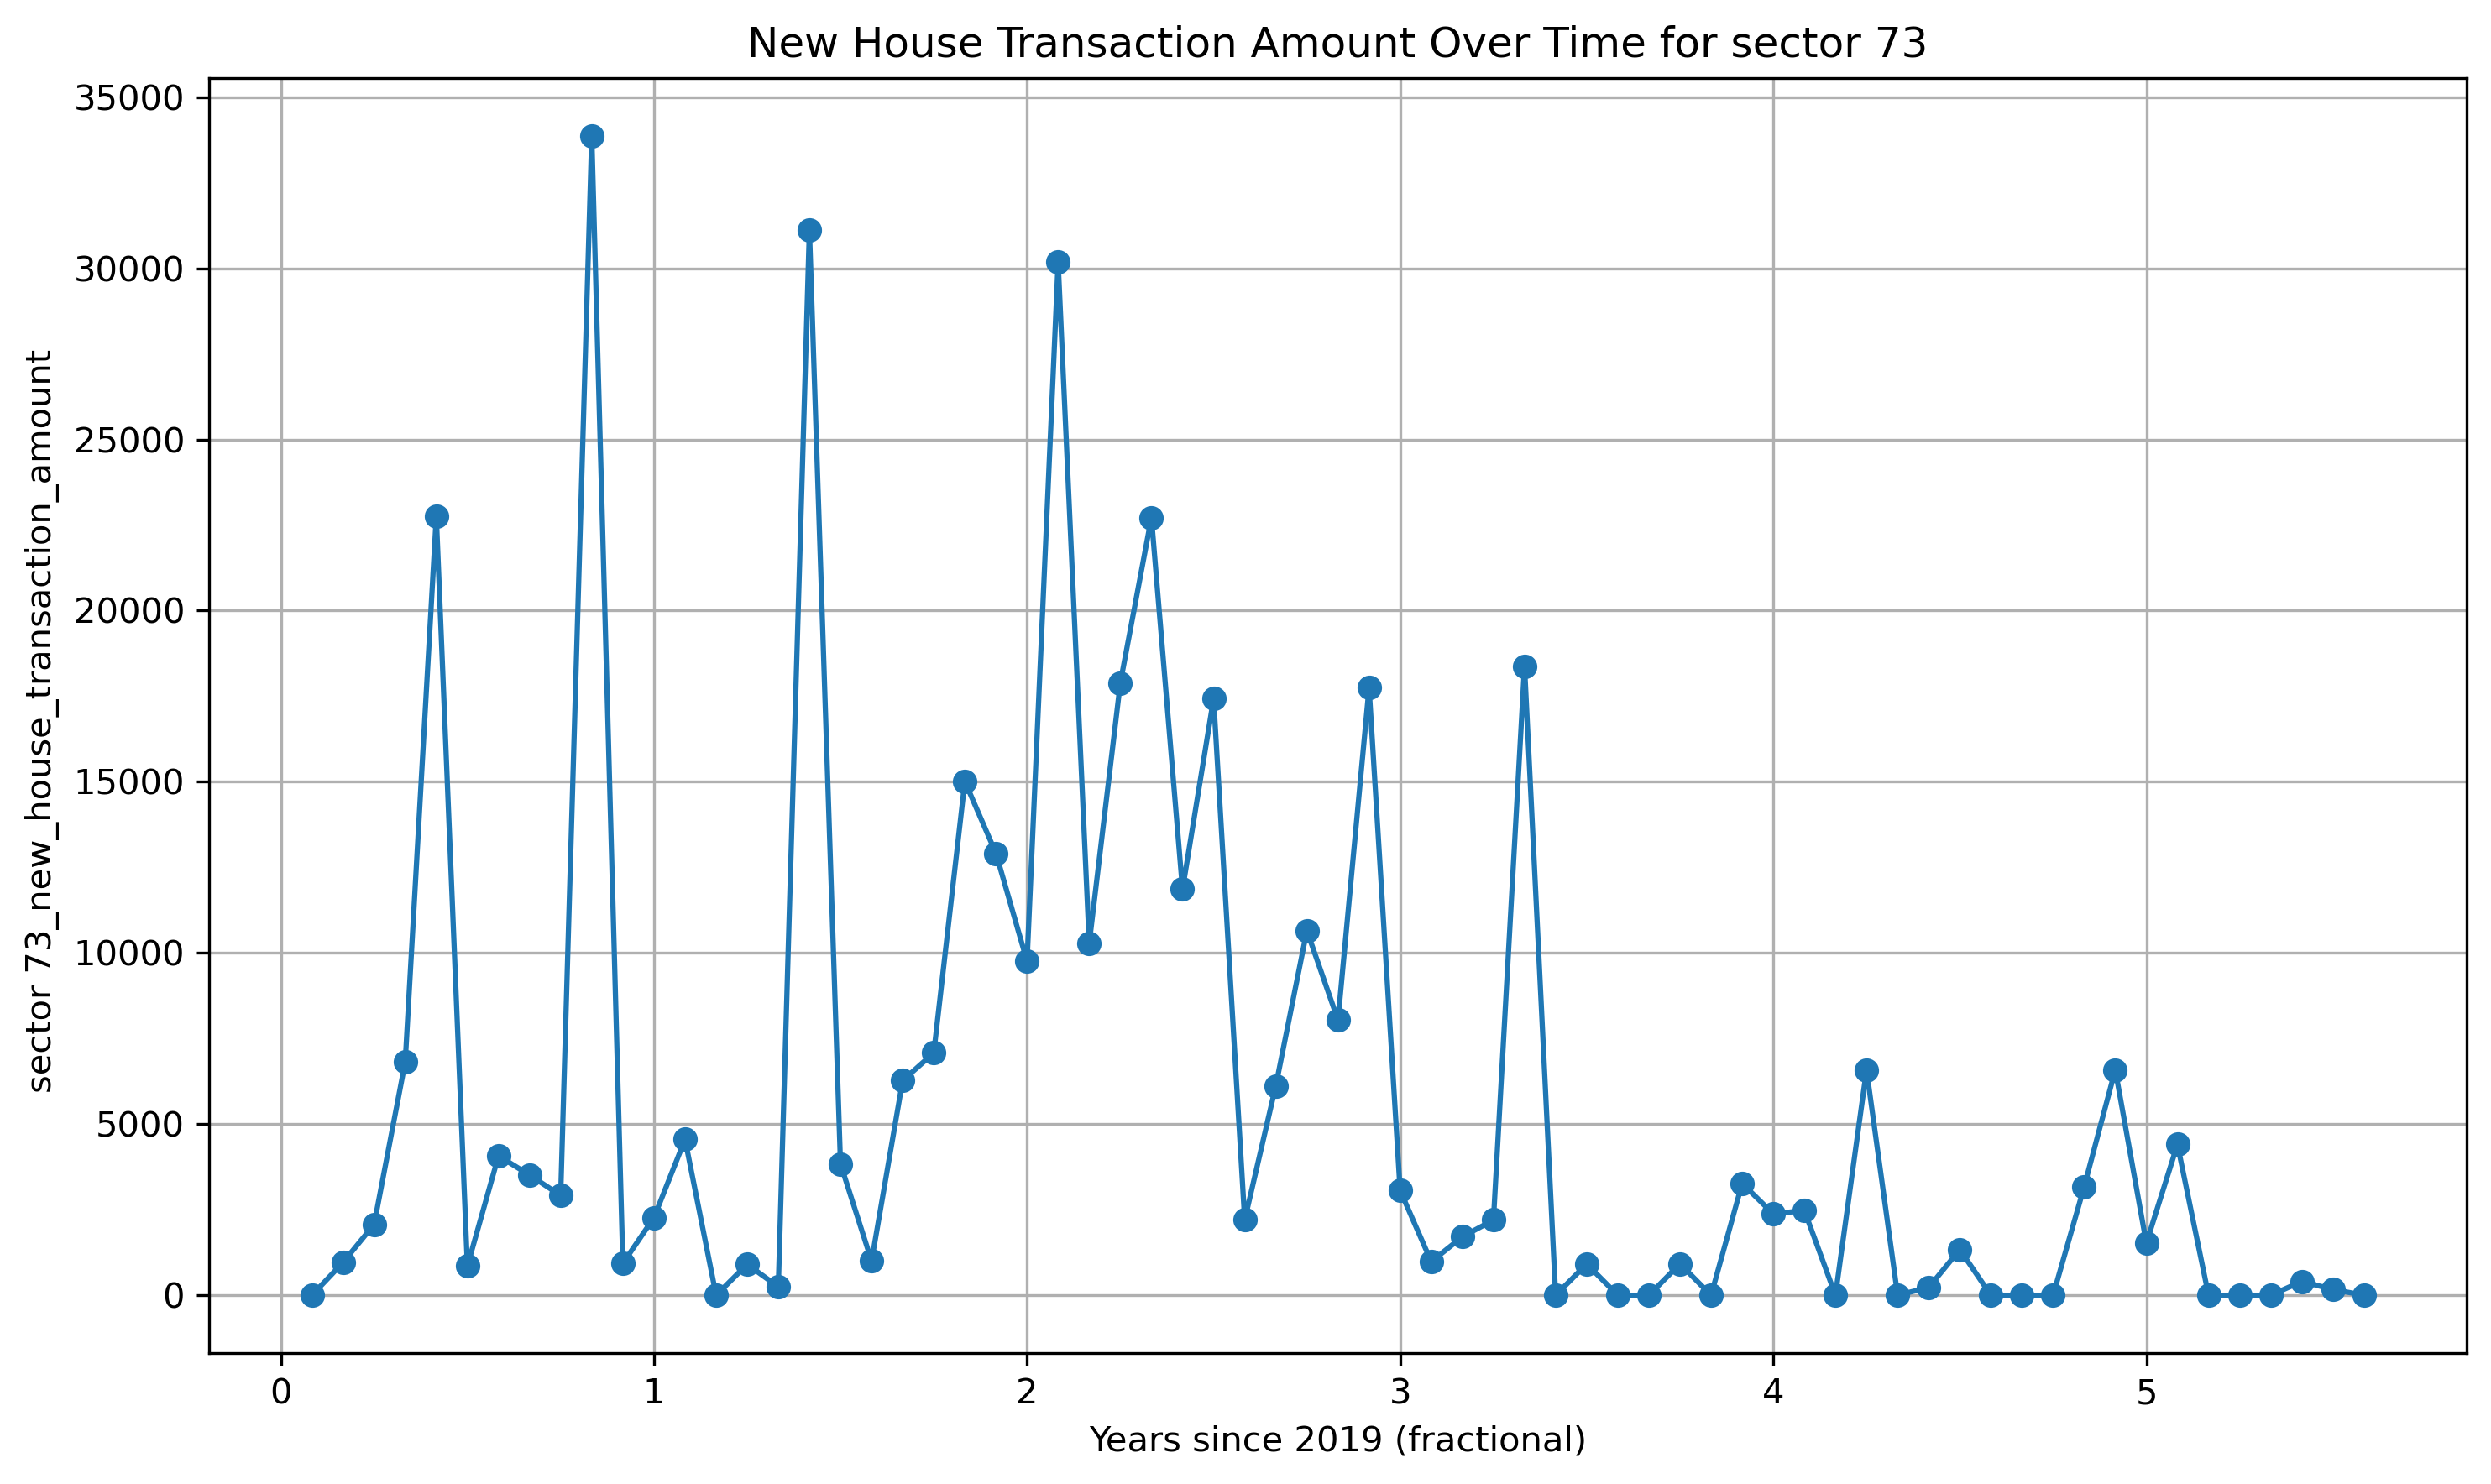 New House Transaction Amount Over Time for sector 73
35000
30000
25000
20000
15000
10000
5000
0
sector 73_new_house_transaction_amount
0 1 2 3 4 5
Years since 2019 (fractional)